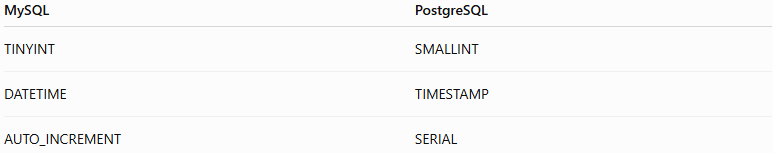 MySQL PostgreSQL
TINYINT SMALLINT
DATETIME TIMESTAMP
AUTO_INCREMENT SERIAL